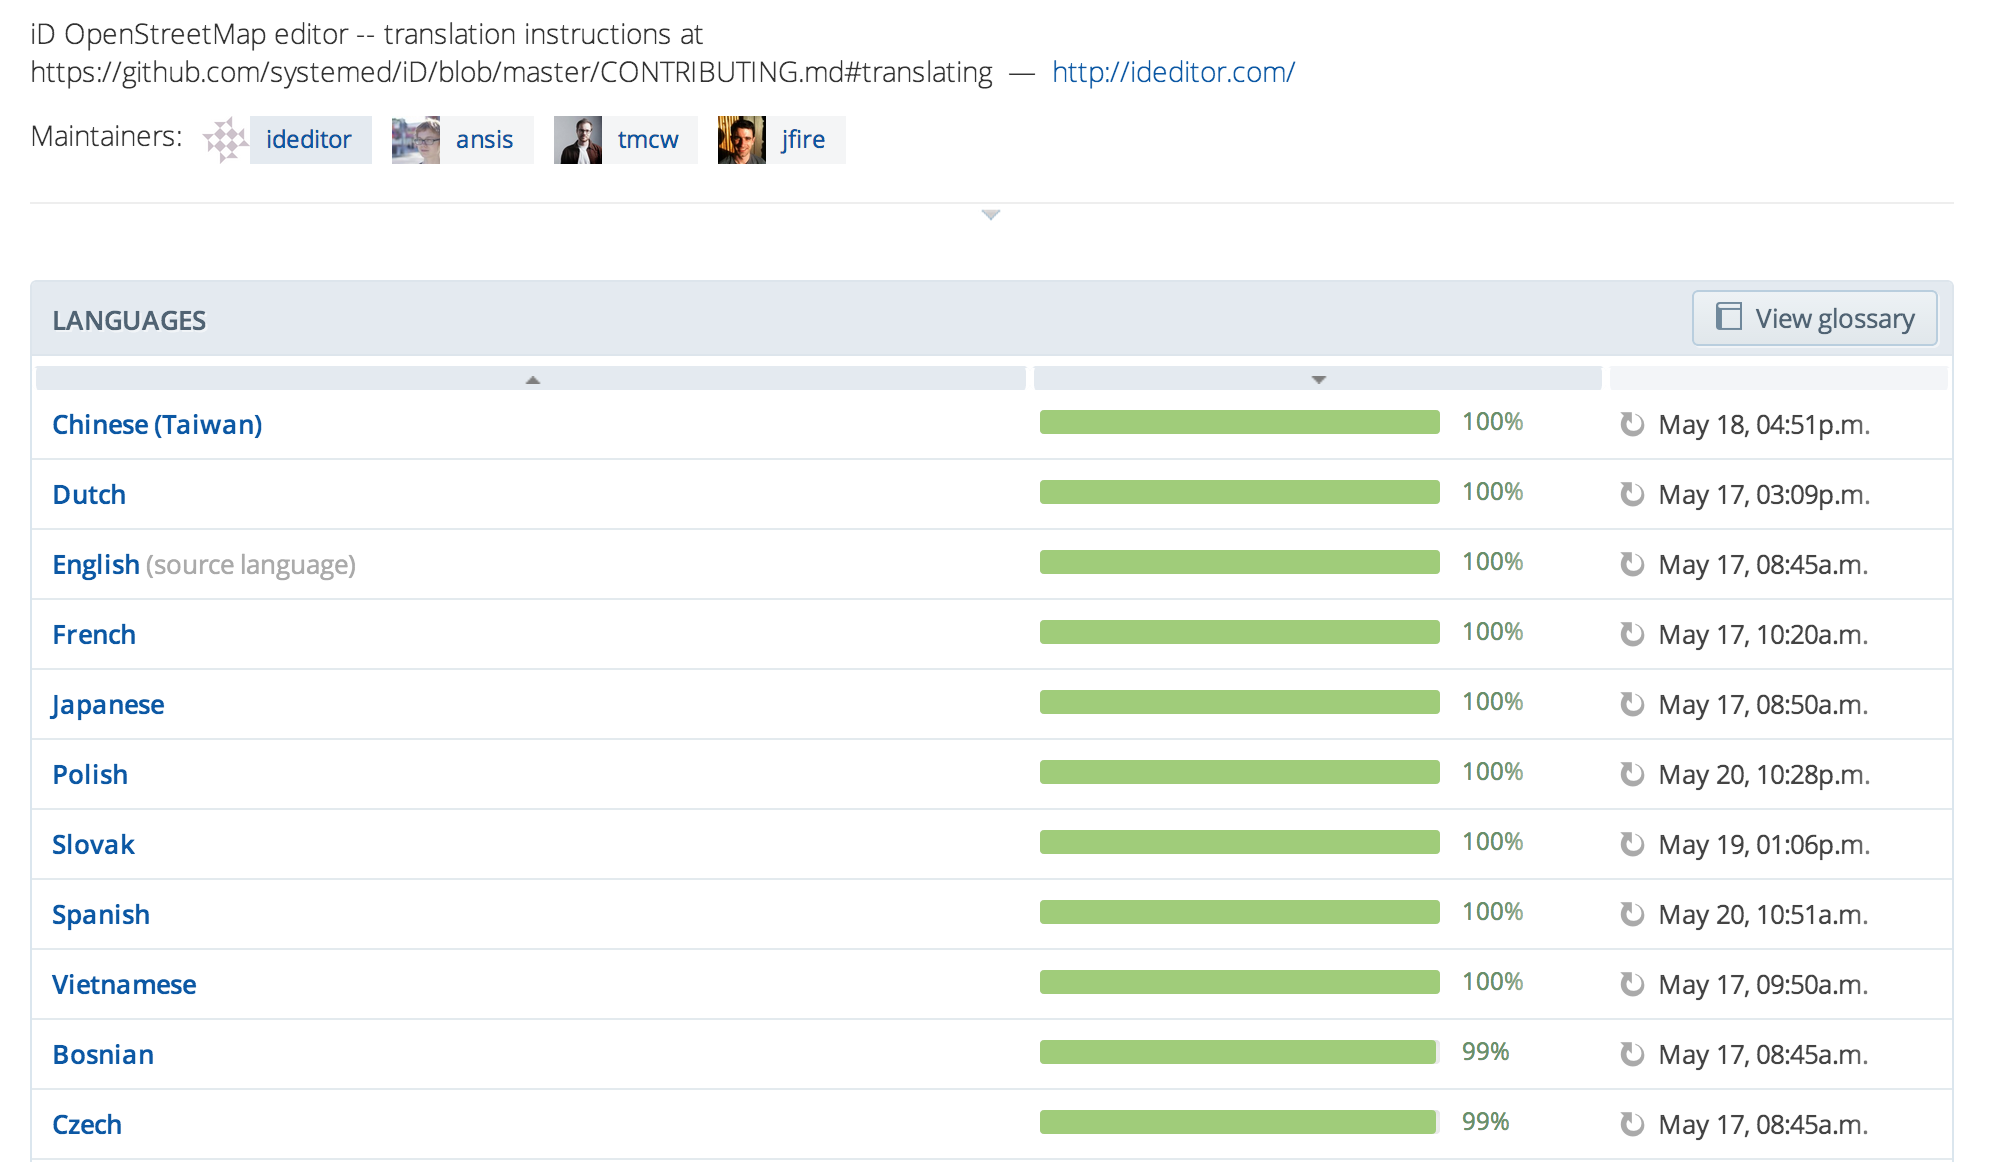 iD OpenStreetMap editor -- translation instructions at
https://github.com/systemed/iD/blob/master/CONTRIBUTING.md#translating — http://ideditor.com/
Maintainers: ideditor ansis tmcw jfire
LANGUAGES View glossary
Chinese (Taiwan) 100% May 18, 04:51p.m.
Dutch 100% May 17, 03:09p.m.
English (source language) 100% May 17, 08:45a.m.
French 100% May 17, 10:20a.m.
Japanese 100% May 17, 08:50a.m.
Polish 100% May 20, 10:28p.m.
Slovak 100% May 19, 01:06p.m.
Spanish 100% May 20, 10:51a.m.
Vietnamese 100% May 17, 09:50a.m.
Bosnian 99% May 17, 08:45a.m.
Czech 99% May 17, 08:45a.m.